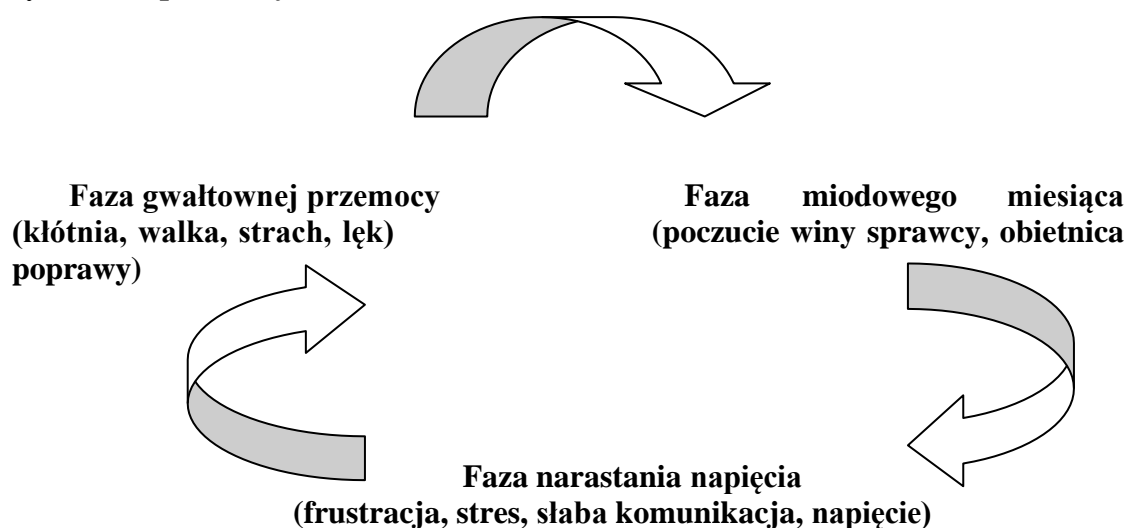 Faza gwałtownej przemocy Faza miodowego miesiąca
(kłótnia, walka, strach, lęk) (poczucie winy sprawcy, obietnica
poprawy)
Faza narastania napięcia
(frustracja, stres, słaba komunikacja, napięcie)